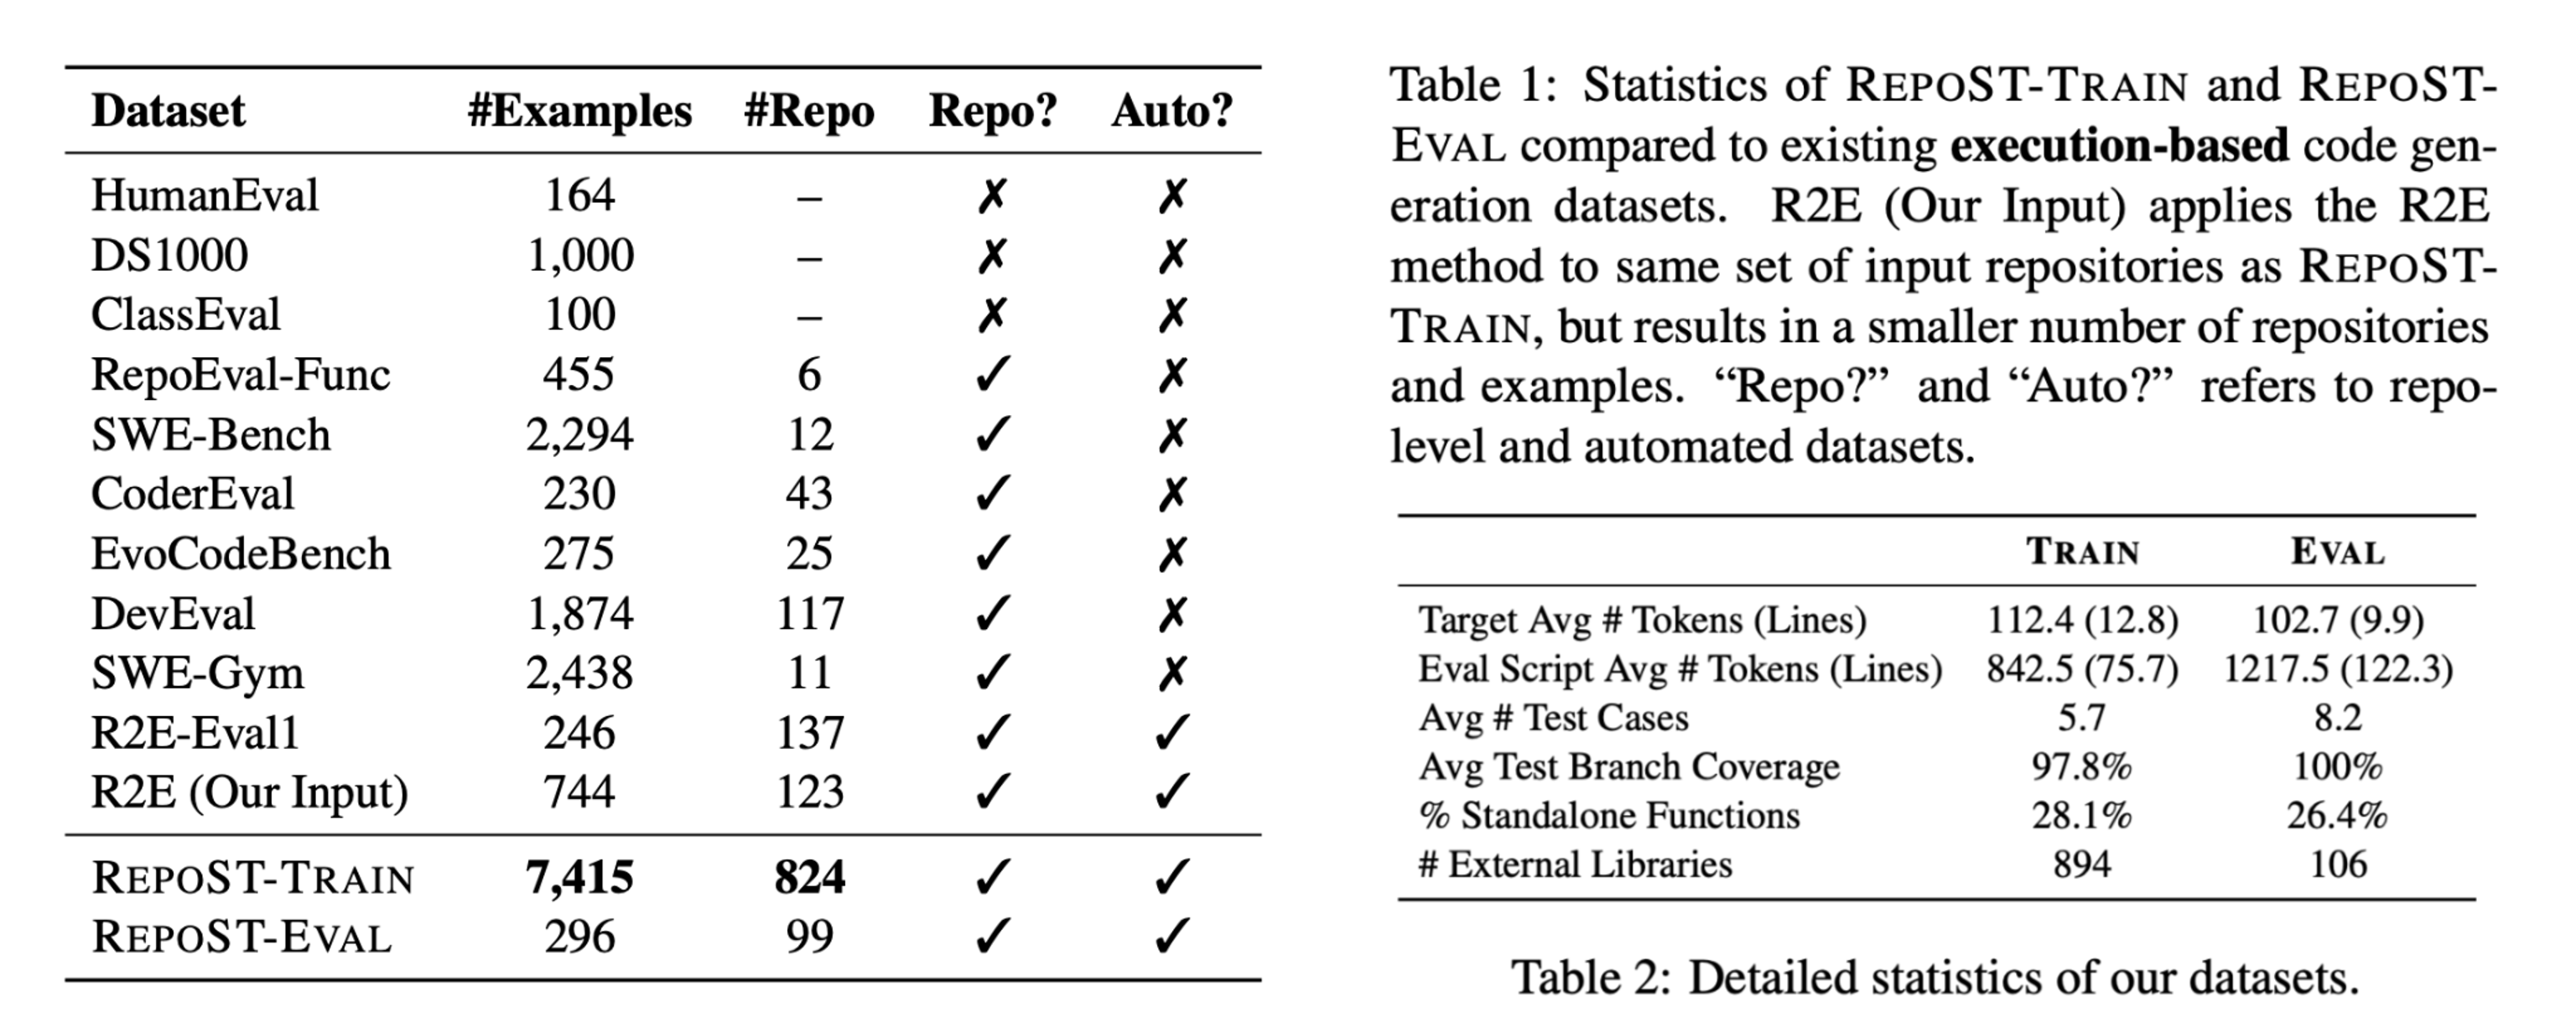 Dataset #Examples #Repo Repo? Auto?
HumanEval 164 – ✗ ✗
DS1000 1,000 – ✗ ✗
ClassEval 100 – ✗ ✗
RepoEval-Func 455 6 ✓ ✗
SWE-Bench 2,294 12 ✓ ✗
CoderEval 230 43 ✓ ✗
EvoCodeBench 275 25 ✓ ✗
DevEval 1,874 117 ✓ ✗
SWE-Gym 2,438 11 ✓ ✗
R2E-Eval1 246 137 ✓ ✓
R2E (Our Input) 744 123 ✓ ✓
REPOST-TRAIN 7,415 824 ✓ ✓
REPOST-EVAL 296 99 ✓ ✓
Table 1: Statistics of REPOST-TRAIN and REPOST-
EVAL compared to existing execution-based code gen-
eration datasets. R2E (Our Input) applies the R2E
method to same set of input repositories as REPOST-
TRAIN, but results in a smaller number of repositories
and examples. “Repo?” and “Auto?” refers to repo-
level and automated datasets.
TRAIN EVAL
Target Avg # Tokens (Lines) 112.4 (12.8) 102.7 (9.9)
Eval Script Avg # Tokens (Lines) 842.5 (75.7) 1217.5 (122.3)
Avg # Test Cases 5.7 8.2
Avg Test Branch Coverage 97.8% 100%
% Standalone Functions 28.1% 26.4%
# External Libraries 894 106
Table 2: Detailed statistics of our datasets.